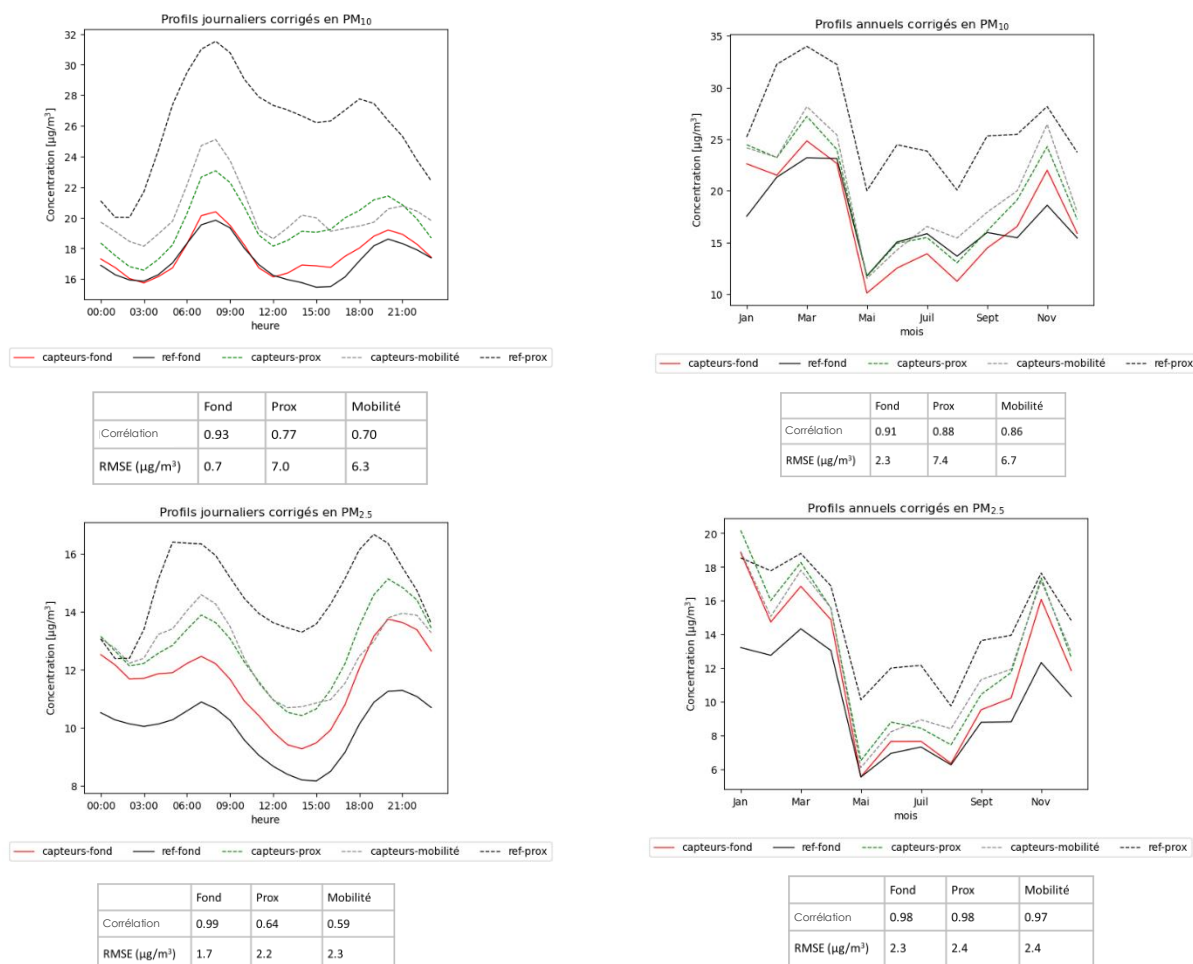 Profils journaliers corrigés en PM10
Concentration [µg/m³]
32
30
28
26
24
22
20
18
16
00:00 03:00 06:00 09:00 12:00 15:00 18:00 21:00
heure
capteurs-fond ref-fond capteurs-prox capteurs-mobilité ref-prox
Fond Prox Mobilité
Corrélation 0.93 0.77 0.70
RMSE (µg/m³) 0.7 7.0 6.3
Profils annuels corrigés en PM10
Concentration [µg/m³]
35
30
25
20
15
10
Jan Mar Mai Juil Sept Nov
mois
capteurs-fond ref-fond capteurs-prox capteurs-mobilité ref-prox
Fond Prox Mobilité
Corrélation 0.91 0.88 0.86
RMSE (µg/m³) 2.3 7.4 6.7
Profils journaliers corrigés en PM2.5
Concentration [µg/m³]
16
14
12
10
8
00:00 03:00 06:00 09:00 12:00 15:00 18:00 21:00
heure
capteurs-fond ref-fond capteurs-prox capteurs-mobilité ref-prox
Fond Prox Mobilité
Corrélation 0.99 0.64 0.59
RMSE (µg/m³) 1.7 2.2 2.3
Profils annuels corrigés en PM2.5
Concentration [µg/m³]
20
18
16
14
12
10
8
6
Jan Mar Mai Juil Sept Nov
mois
capteurs-fond ref-fond capteurs-prox capteurs-mobilité ref-prox
Fond Prox Mobilité
Corrélation 0.98 0.98 0.97
RMSE (µg/m³) 2.3 2.4 2.4